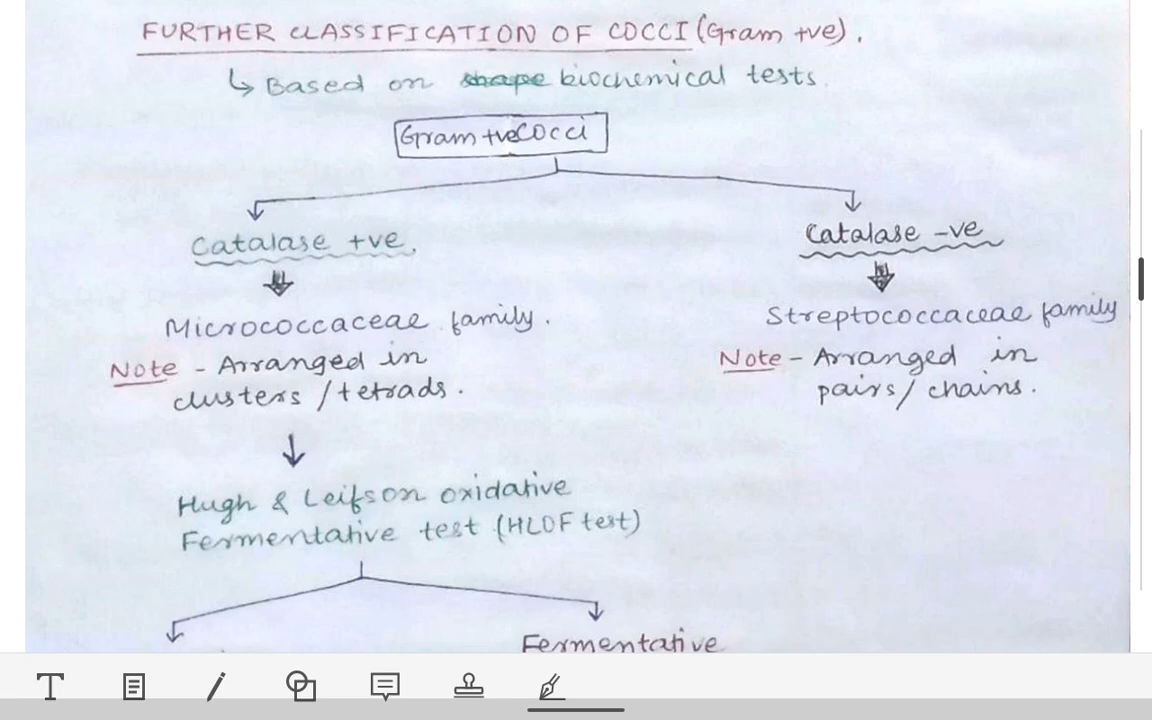 FURTHER CLASSIFICATION OF COCCI (Gram +ve).
↳ Based on shape biochemical tests.
Gram +ve Cocci
Catalase +ve.
Catalase -ve
Micrococcaceae family.
Streptococcaceae family
Note - Arranged in
clusters / tetrads.
Note - Arranged in
pairs / chains.
Hugh & Leifson oxidative
Fermentative test (HLOF test)
Fermentative